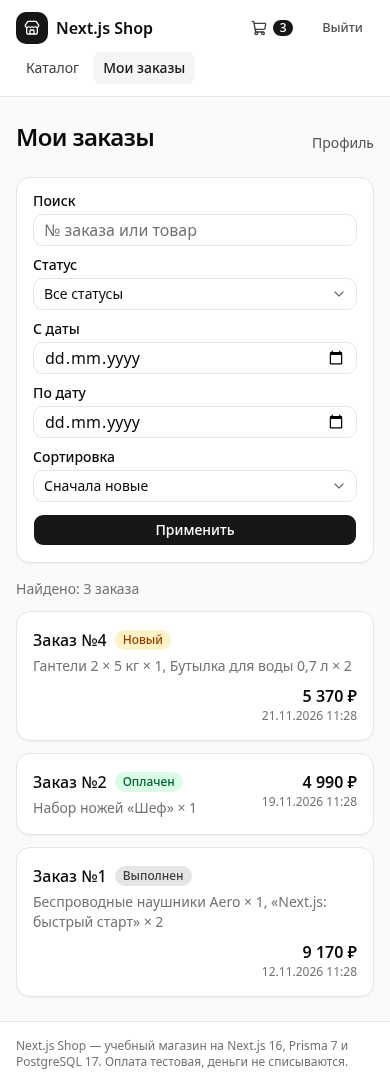 Next.js Shop
3
Выйти
Каталог
Мои заказы
Мои заказы
Профиль
Поиск
№ заказа или товар
Статус
Все статусы
С даты
dd.mm.yyyy
По дату
dd.mm.yyyy
Сортировка
Сначала новые
Применить
Найдено: 3 заказа
Заказ №4 Новый
Гантели 2 × 5 кг × 1, Бутылка для воды 0,7 л × 2
5 370 ₽
21.11.2026 11:28
Заказ №2 Оплачен
Набор ножей «Шеф» × 1
4 990 ₽
19.11.2026 11:28
Заказ №1 Выполнен
Беспроводные наушники Aero × 1, «Next.js:
быстрый старт» × 2
9 170 ₽
12.11.2026 11:28
Next.js Shop — учебный магазин на Next.js 16, Prisma 7 и
PostgreSQL 17. Оплата тестовая, деньги не списываются.